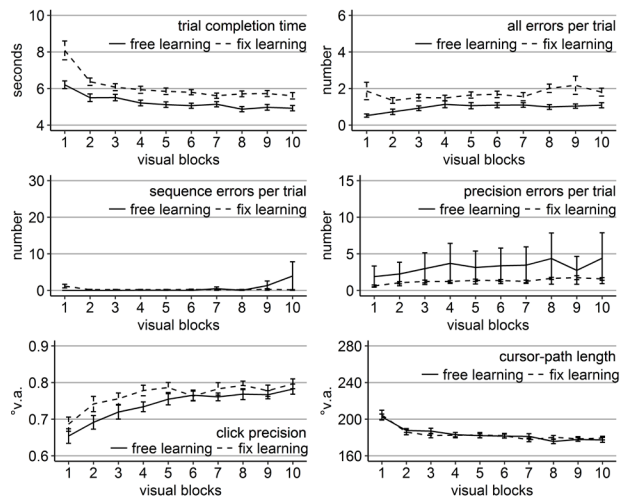 trial completion time
free learning fix learning
seconds
10
8
6
4
1 2 3 4 5 6 7 8 9 10
visual blocks
all errors per trial
free learning fix learning
number
6
4
2
0
1 2 3 4 5 6 7 8 9 10
visual blocks
sequence errors per trial
free learning fix learning
number
30
20
10
0
1 2 3 4 5 6 7 8 9 10
visual blocks
precision errors per trial
free learning fix learning
number
15
10
5
0
1 2 3 4 5 6 7 8 9 10
visual blocks
°v.a.
0.9
0.8
0.7
0.6
click precision
free learning fix learning
1 2 3 4 5 6 7 8 9 10
visual blocks
cursor-path length
free learning fix learning
°v.a.
280
240
200
160
1 2 3 4 5 6 7 8 9 10
visual blocks